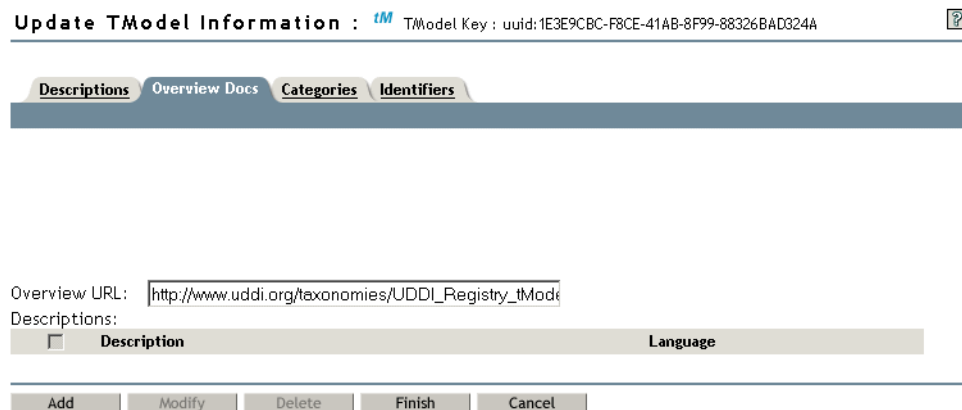 Update TModel Information : tM TModel Key : uuid:1E3E9CBC-F8CE-41AB-8F99-88326BAD324A ?
Descriptions Overview Docs Categories Identifiers
Overview URL: http://www.uddi.org/taxonomies/UDDI_Registry_tMode
Descriptions:
Description Language
Add Modify Delete Finish Cancel